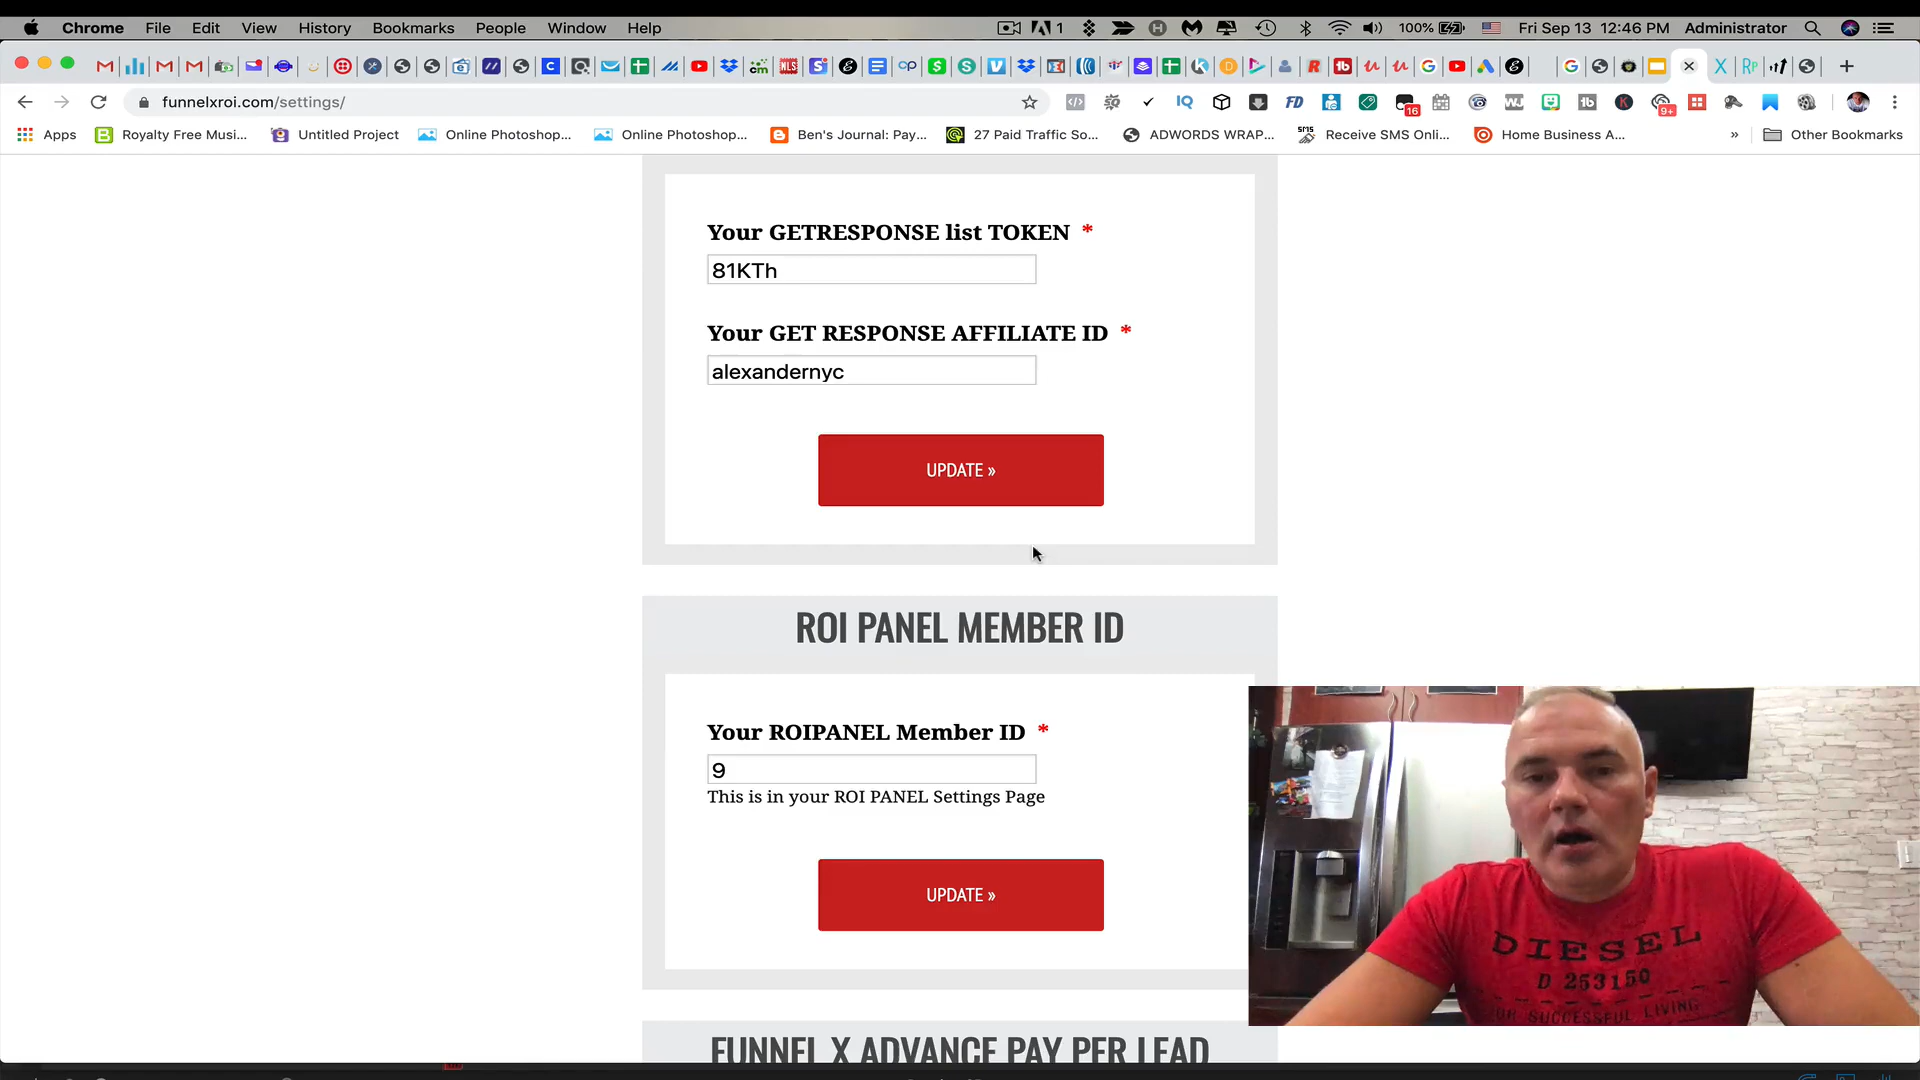 Chrome File Edit View History Bookmarks People Window Help 1 100% Fri Sep 13 12:46 PM Administrator
funnelxroi.com/settings/
Apps Royalty Free Musi... Untitled Project Online Photoshop... Online Photoshop... Ben's Journal: Pay... 27 Paid Traffic So... ADWORDS WRAP... Receive SMS Onli... Home Business A... » Other Bookmarks
Your GETRESPONSE list TOKEN *
81KTh
Your GET RESPONSE AFFILIATE ID *
alexandernyc
UPDATE »
ROI PANEL MEMBER ID
Your ROIPANEL Member ID *
9
This is in your ROI PANEL Settings Page
UPDATE »
FUNNEL X ADVANCE PAY PER LEAD
DIESEL
D 253150
SUCCESSFUL LIVING